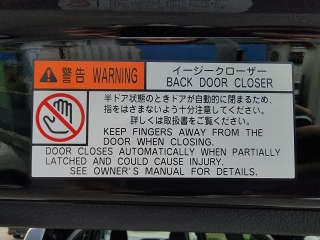 警告 WARNING
イージークローザー
BACK DOOR CLOSER
半ドア状態のときドアが自動的に閉まるため、
指をはさまないよう十分注意してください。
詳しくは取扱書をご覧ください。
KEEP FINGERS AWAY FROM THE
DOOR WHEN CLOSING.
DOOR CLOSES AUTOMATICALLY WHEN PARTIALLY
LATCHED AND COULD CAUSE INJURY.
SEE OWNER'S MANUAL FOR DETAILS.